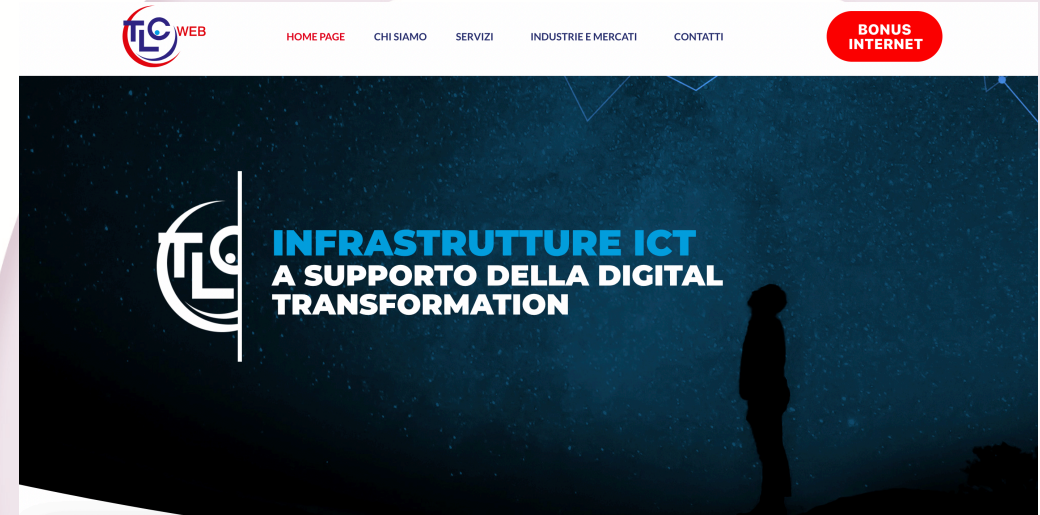 TLC WEB
HOME PAGE
CHI SIAMO
SERVIZI
INDUSTRIE E MERCATI
CONTATTI
BONUS
INTERNET
TLC
INFRASTRUTTURE ICT
A SUPPORTO DELLA DIGITAL
TRANSFORMATION